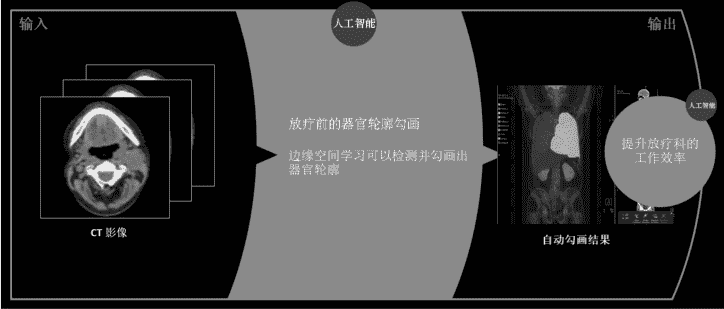 输入
人工智能
输出
放疗前的器官轮廓勾画
边缘空间学习可以检测并勾画出
器官轮廓
人工智能
提升放疗科的
工作效率
CT 影像
自动勾画结果